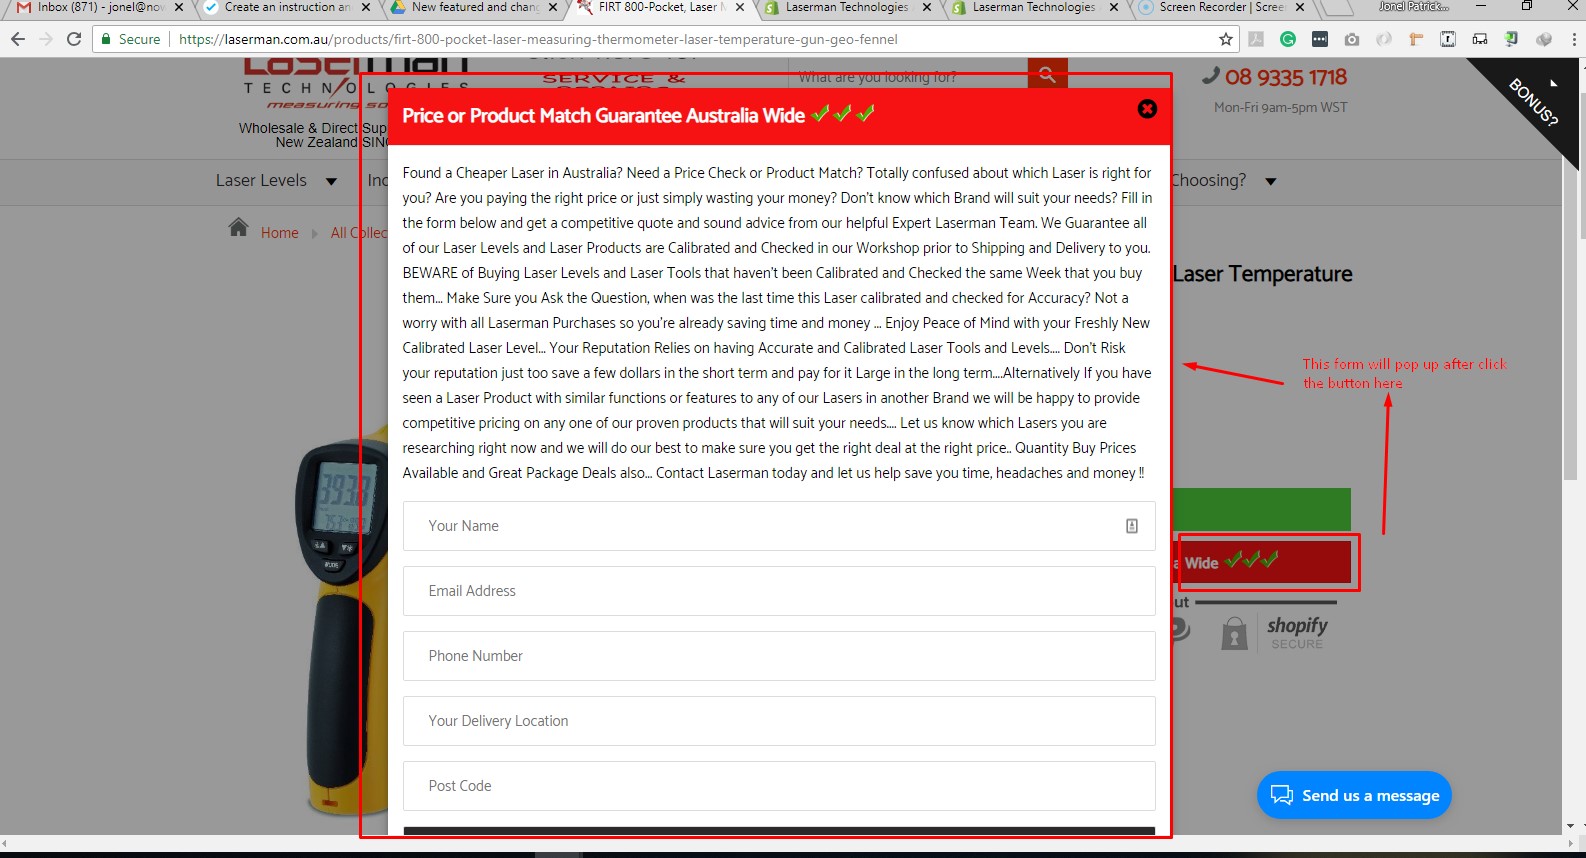 Inbox (871) - jonel@now
Create an instruction an
New featured and chang
FIRT 800-Pocket, Laser M
Laserman Technologies
Laserman Technologies
Screen Recorder | Scree
Jonel Patrick...
Secure
https://laserman.com.au/products/firt-800-pocket-laser-measuring-thermometer-laser-temperature-gun-geo-fennel
Laserman
TECHNOLOGIES
measuring so
Wholesale & Direct Sup
New Zealand SINC
SERVICE &
What are you looking for?
08 9335 1718
Mon-Fri 9am-5pm WST
BONUS?
Laser Levels
Inc
Choosing?
Home
All Collec
Laser Temperature
Price or Product Match Guarantee Australia Wide
Found a Cheaper Laser in Australia? Need a Price Check or Product Match? Totally confused about which Laser is right for
you? Are you paying the right price or just simply wasting your money? Don't know which Brand will suit your needs? Fill in
the form below and get a competitive quote and sound advice from our helpful Expert Laserman Team. We Guarantee all
of our Laser Levels and Laser Products are Calibrated and Checked in our Workshop prior to Shipping and Delivery to you.
BEWARE of Buying Laser Levels and Laser Tools that haven't been Calibrated and Checked the same Week that you buy
them... Make Sure you Ask the Question, when was the last time this Laser calibrated and checked for Accuracy? Not a
worry with all Laserman Purchases so you're already saving time and money ... Enjoy Peace of Mind with your Freshly New
Calibrated Laser Level... Your Reputation Relies on having Accurate and Calibrated Laser Tools and Levels.... Don't Risk
your reputation just too save a few dollars in the short term and pay for it Large in the long term....Alternatively If you have
seen a Laser Product with similar functions or features to any of our Lasers in another Brand we will be happy to provide
competitive pricing on any one of our proven products that will suit your needs.... Let us know which Lasers you are
researching right now and we will do our best to make sure you get the right deal at the right price.. Quantity Buy Prices
Available and Great Package Deals also... Contact Laserman today and let us help save you time, headaches and money !!
Your Name
Email Address
Phone Number
Your Delivery Location
Post Code
This form will pop up after click
the button here
a Wide
ut
shopify
SECURE
393.8
MODE
Send us a message